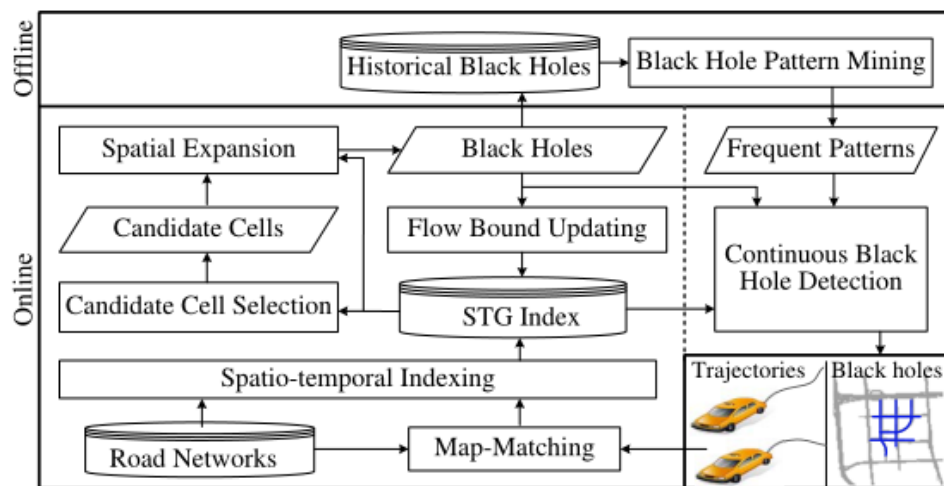 Offline
Historical Black Holes
Black Hole Pattern Mining
Online
Spatial Expansion
Black Holes
Frequent Patterns
Candidate Cells
Flow Bound Updating
Continuous Black
Hole Detection
Candidate Cell Selection
STG Index
Spatio-temporal Indexing
Trajectories
Black holes
Road Networks
Map-Matching